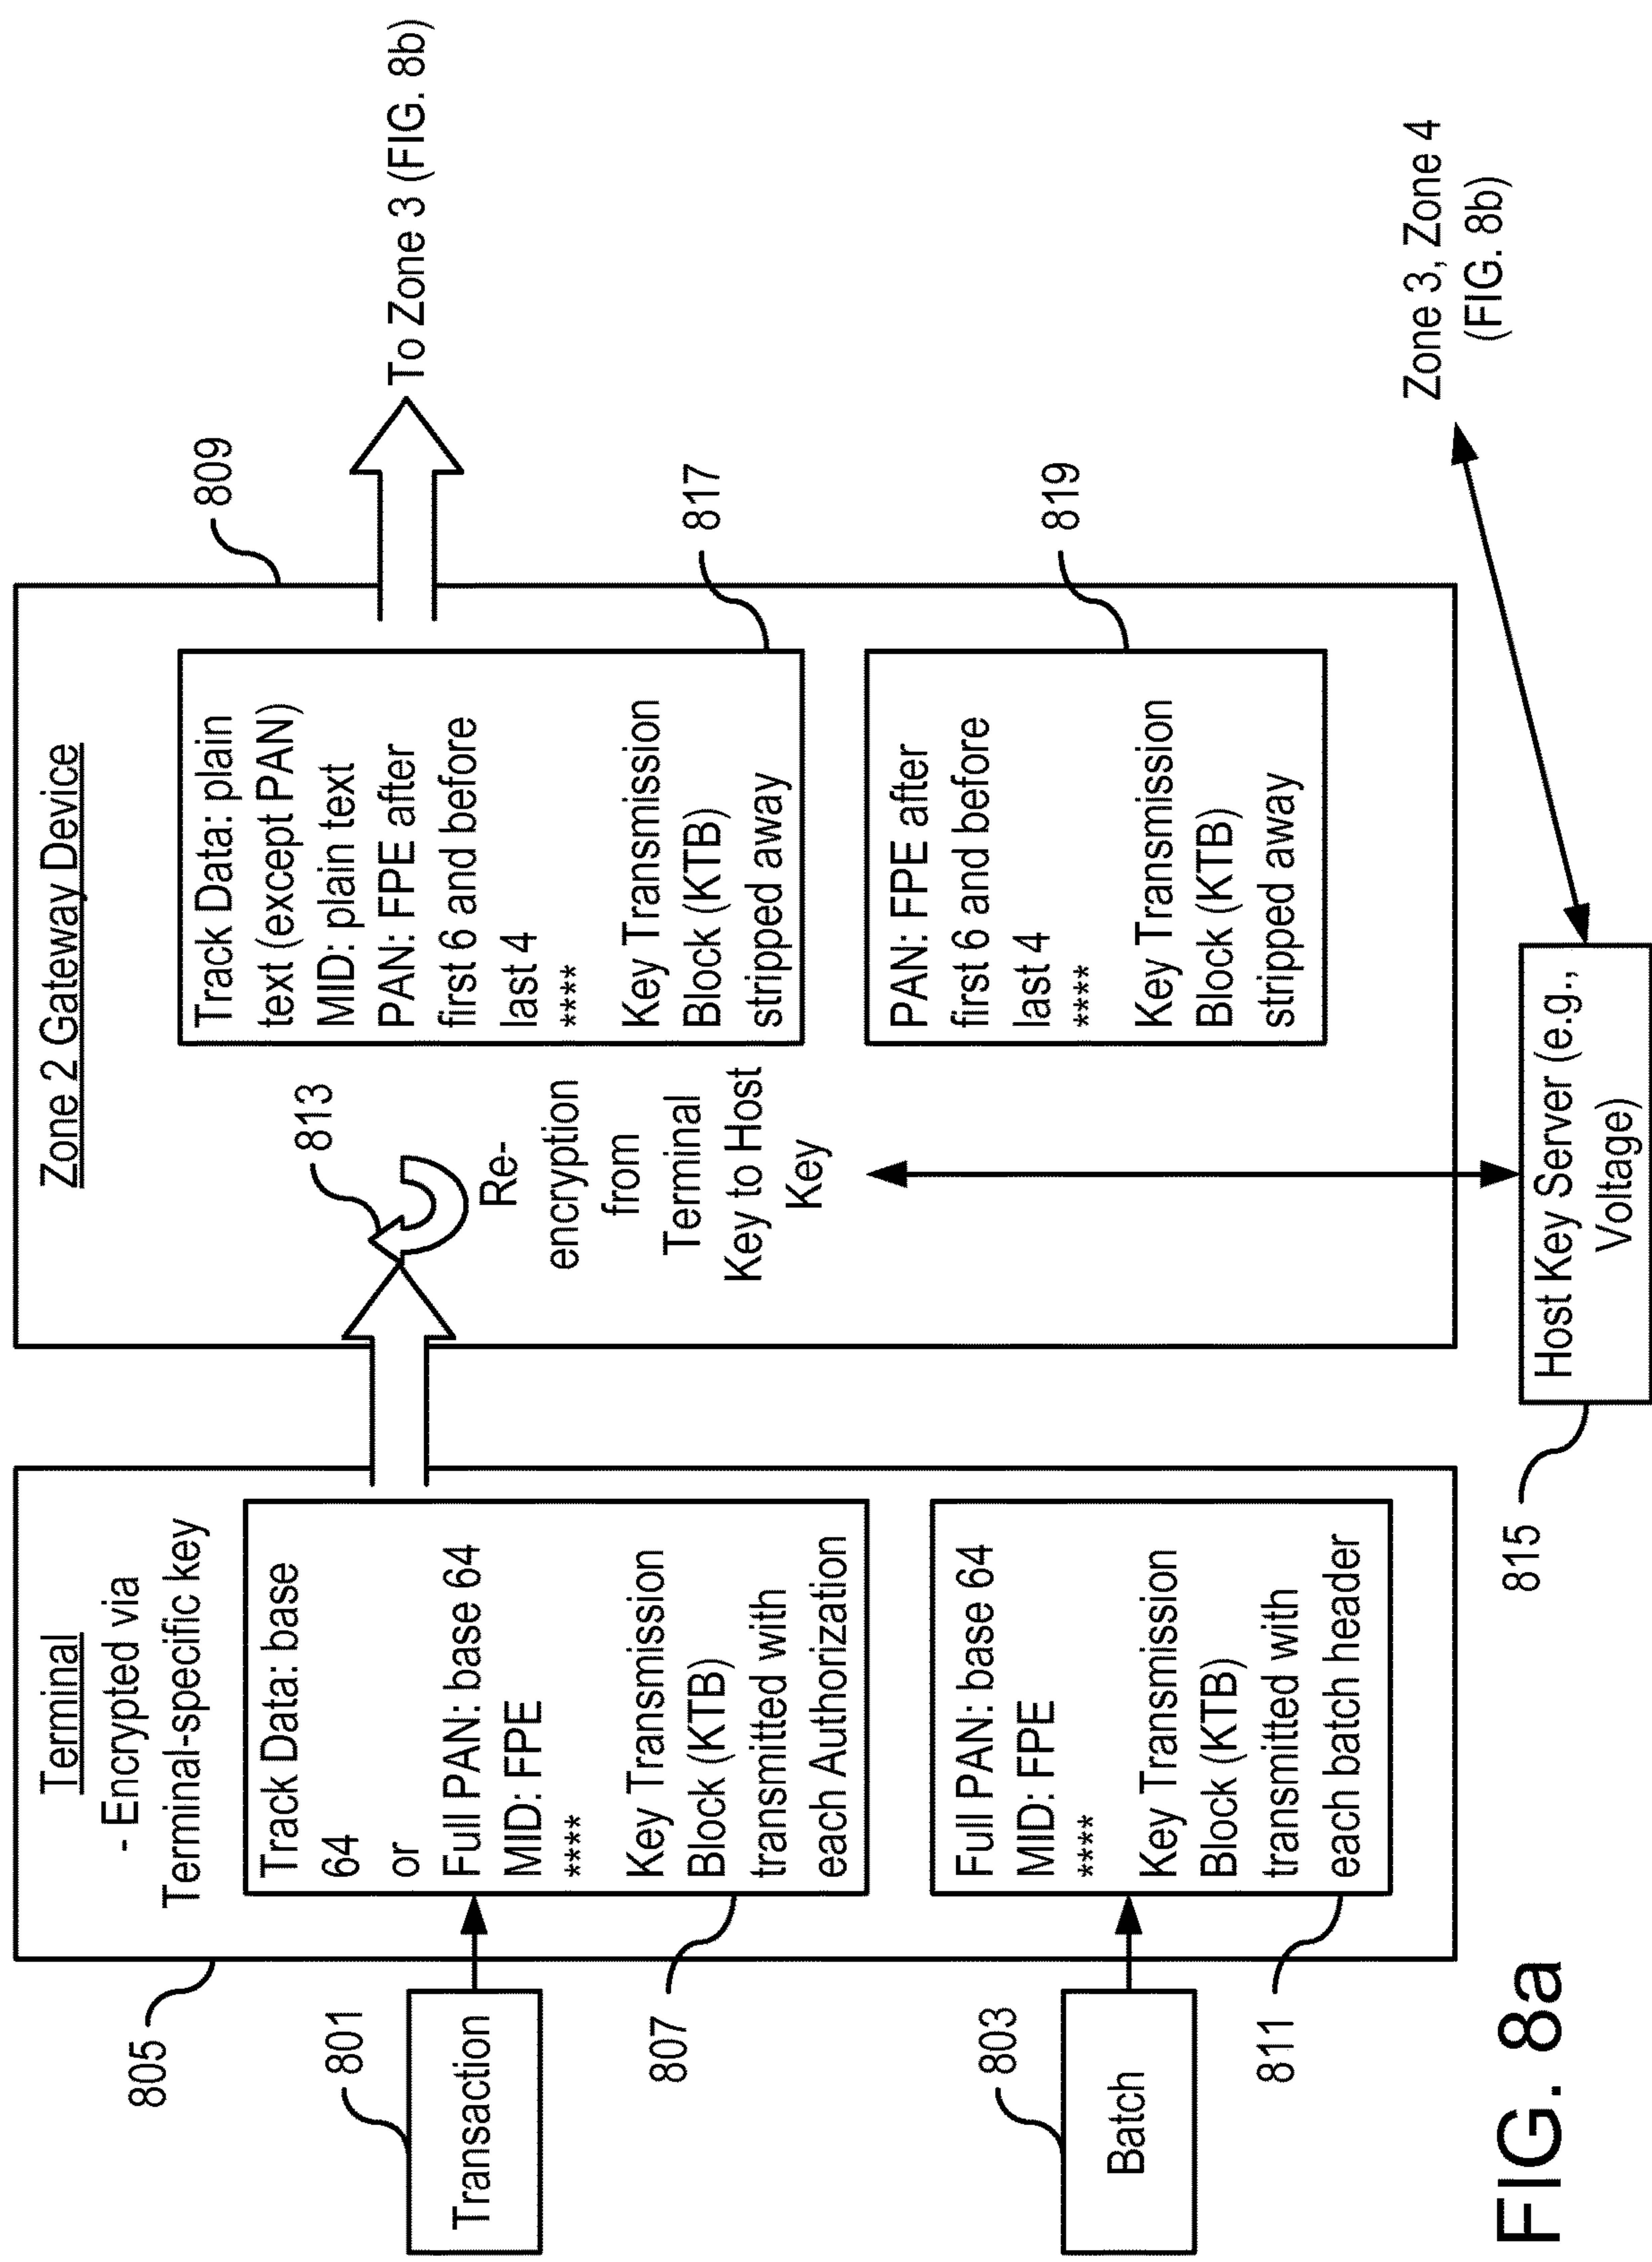 805
801
Transaction
807
803
Batch
811
Terminal
- Encrypted via
Terminal-specific key
Track Data: base
64
or
Full PAN: base 64
MID: FPE
****
Key Transmission
Block (KTB)
transmitted with
each Authorization
Full PAN: base 64
MID: FPE
****
Key Transmission
Block (KTB)
transmitted with
each batch header
Zone 2 Gateway Device
813
Re-
encryption
from
Terminal
Key to Host
Key
Track Data: plain
text (except PAN)
MID: plain text
PAN: FPE after
first 6 and before
last 4
****
Key Transmission
Block (KTB)
stripped away
PAN: FPE after
first 6 and before
last 4
****
Key Transmission
Block (KTB)
stripped away
809
817
819
To Zone 3 (FIG. 8b)
Zone 3, Zone 4
(FIG. 8b)
815
Host Key Server (e.g.,
Voltage)
FIG. 8a